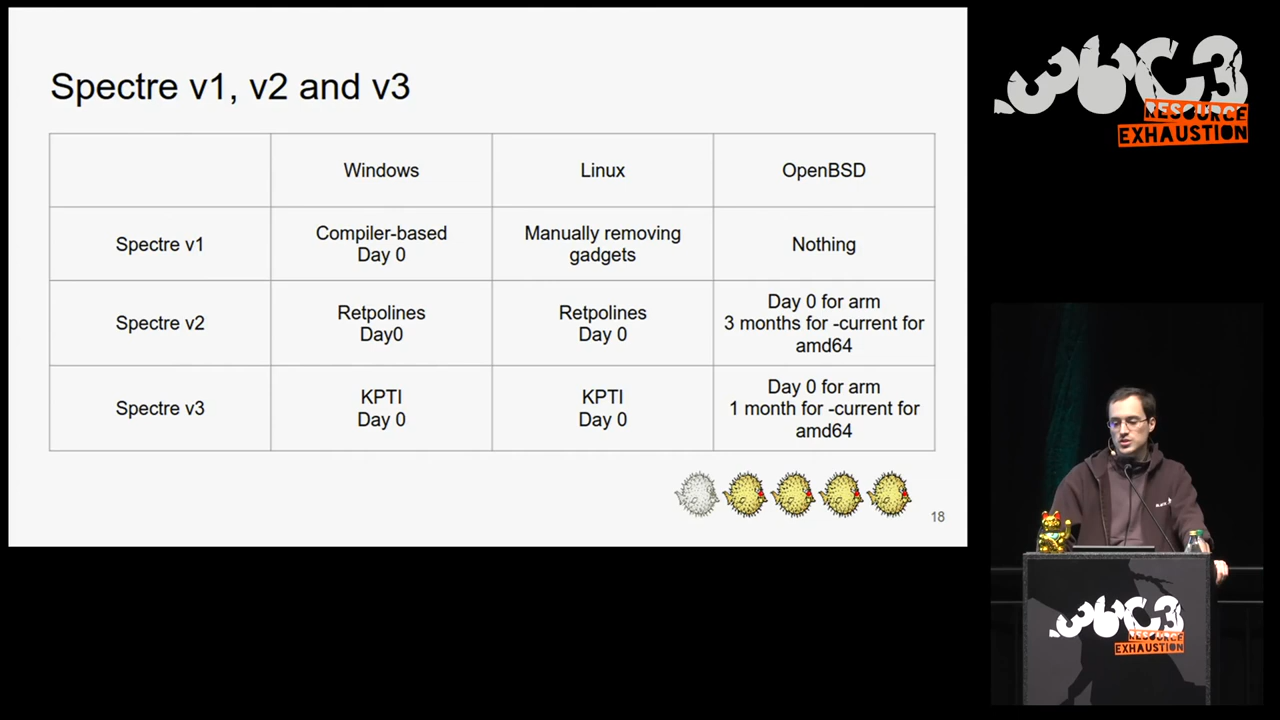 Spectre v1, v2 and v3
Windows
Linux
OpenBSD
Spectre v1
Compiler-based
Day 0
Manually removing
gadgets
Nothing
Spectre v2
Retpolines
Day0
Retpolines
Day 0
Day 0 for arm
3 months for -current for
amd64
Spectre v3
KPTI
Day 0
KPTI
Day 0
Day 0 for arm
1 month for -current for
amd64
18
36C3
RESOURCE
EXHAUSTION
36C3
RESOURCE
EXHAUSTION